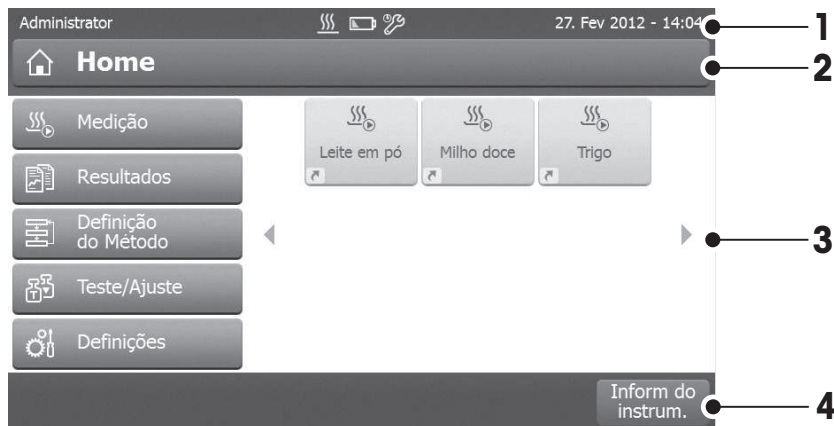 Administrator
27. Fev 2012 - 14:04
1
Home
2
Medição
Resultados
Definição
do Método
Teste/Ajuste
Definições
Leite em pó
Milho doce
Trigo
3
Inform do
instrum.
4